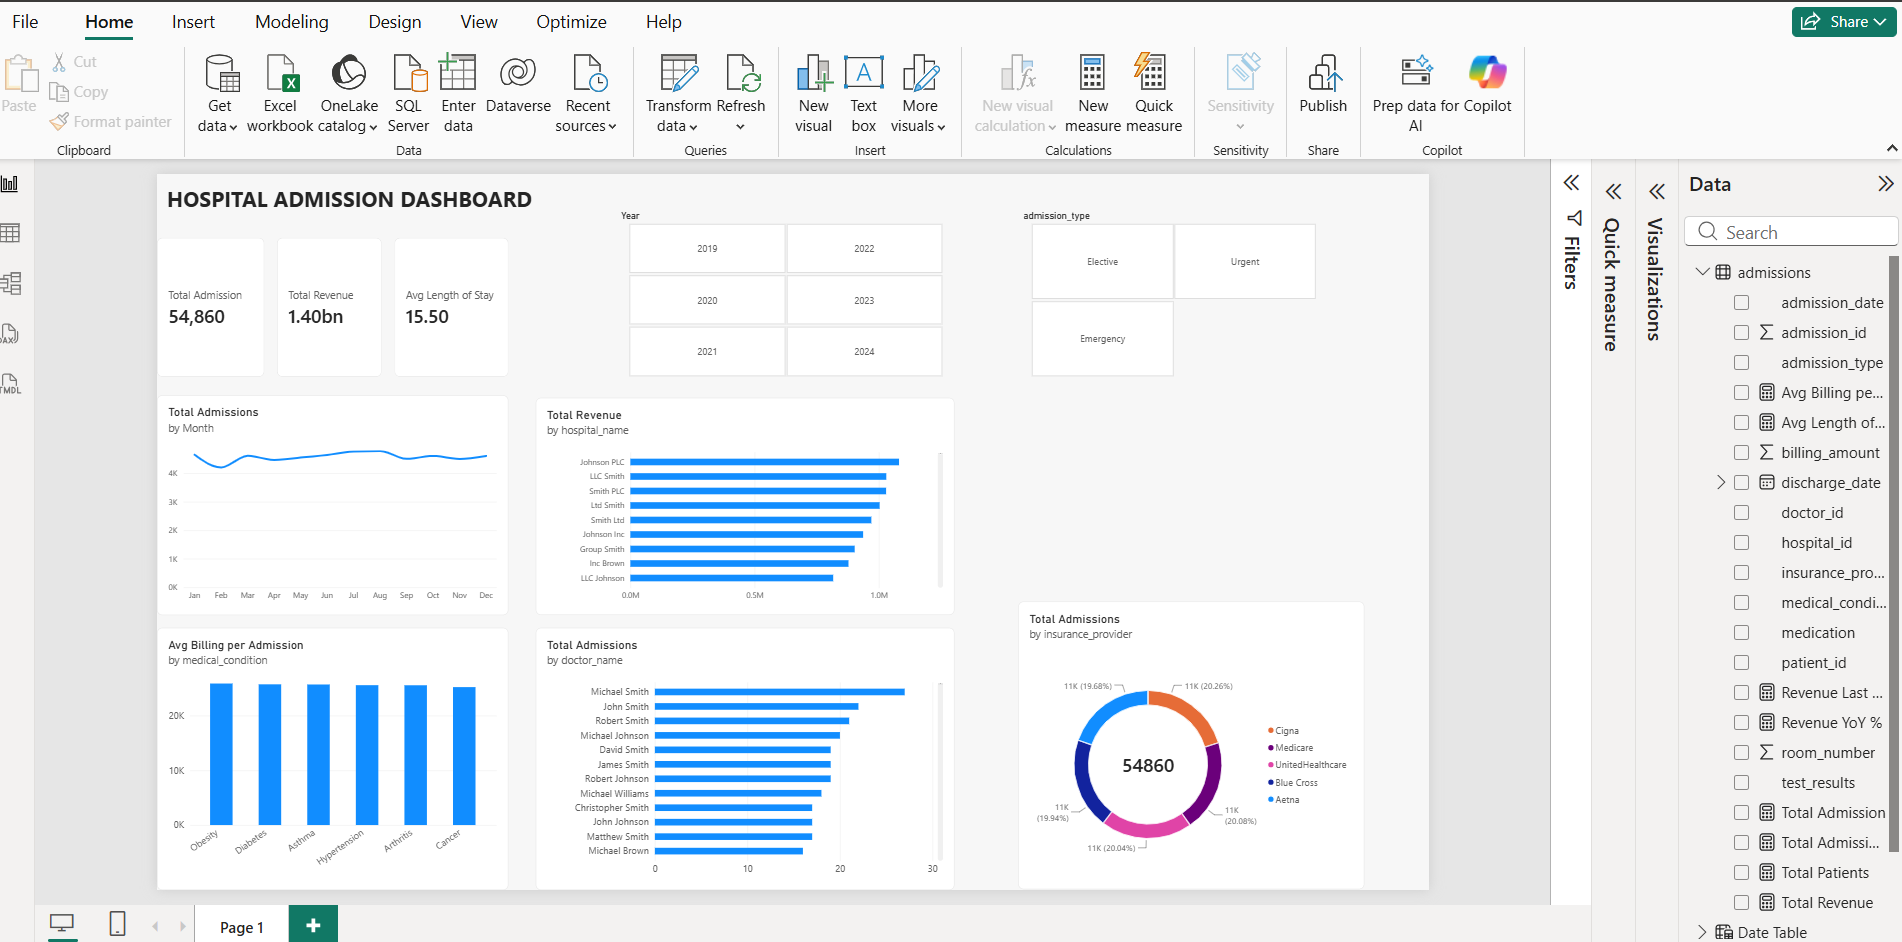 File
Home
Insert
Modeling
Design
View
Optimize
Help
Share
Paste
Cut
Copy
Format painter
Clipboard
Get
data
Excel
workbook
OneLake
catalog
SQL
Server
Enter
data
Dataverse
Recent
sources
Data
Transform
data
Refresh
Queries
New
visual
Text
box
More
visuals
Insert
New visual
calculation
New
measure
Quick
measure
Calculations
Sensitivity
Sensitivity
Publish
Share
Prep data for
AI
Copilot
Copilot
HOSPITAL ADMISSION DASHBOARD
Total Admission
54,860
Total Revenue
1.40bn
Avg Length of Stay
15.50
Year
2019
2022
2020
2023
2021
2024
admission_type
Elective
Urgent
Emergency
Total Admissions
by Month
4K
3K
2K
1K
0K
Jan Feb Mar Apr May Jun Jul Aug Sep Oct Nov Dec
Total Revenue
by hospital_name
Johnson PLC
LLC Smith
Smith PLC
Ltd Smith
Smith Ltd
Johnson Inc
Group Smith
Inc Brown
LLC Johnson
0.0M 0.5M 1.0M
Avg Billing per Admission
by medical_condition
20K
10K
0K
Obesity Diabetes Asthma Hypertension Arthritis Cancer
Total Admissions
by doctor_name
Michael Smith
John Smith
Robert Smith
Michael Johnson
David Smith
James Smith
Robert Johnson
Michael Williams
Christopher Smith
John Johnson
Matthew Smith
Michael Brown
0 10 20 30
Total Admissions
by insurance_provider
11K (19.68%)
11K (20.26%)
54860
11K
(19.94%)
11K
(20.08%)
11K (20.04%)
Cigna
Medicare
UnitedHealthcare
Blue Cross
Aetna
Filters
Quick measure
Visualizations
Data
Search
admissions
admission_date
admission_id
admission_type
Avg Billing pe...
Avg Length of...
billing_amount
discharge_date
doctor_id
hospital_id
insurance_pro...
medical_condi...
medication
patient_id
Revenue Last ...
Revenue YoY %
room_number
test_results
Total Admission
Total Admissi...
Total Patients
Total Revenue
Date Table
Page 1